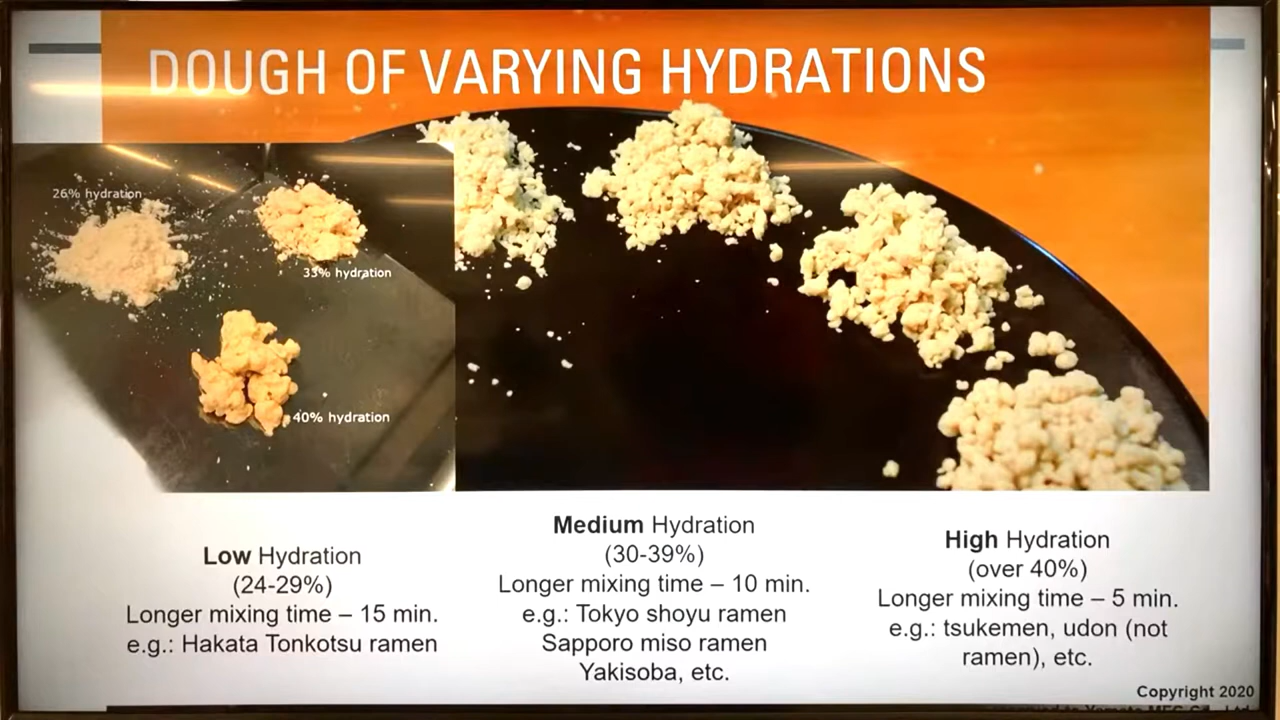 DOUGH OF VARYING HYDRATIONS
26% hydration
33% hydration
40% hydration
Low Hydration
(24-29%)
Longer mixing time – 15 min.
e.g.: Hakata Tonkotsu ramen
Medium Hydration
(30-39%)
Longer mixing time – 10 min.
e.g.: Tokyo shoyu ramen
Sapporo miso ramen
Yakisoba, etc.
High Hydration
(over 40%)
Longer mixing time – 5 min.
e.g.: tsukemen, udon (not
ramen), etc.
Copyright 2020